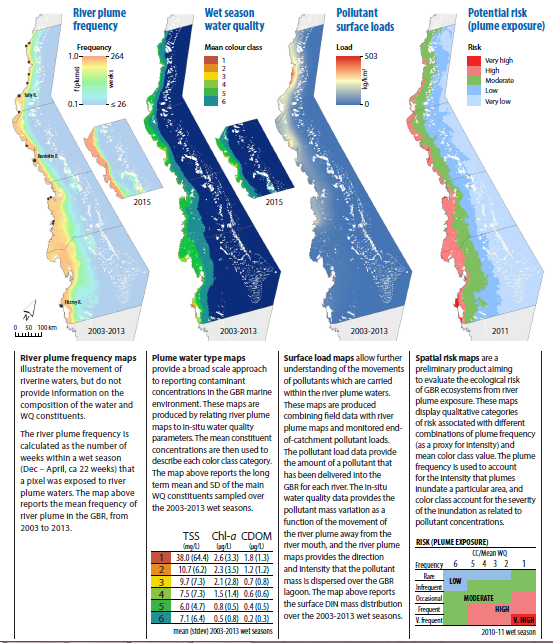 River plume
frequency
Frequency
1.0
264
f(plume)
weeks
0.1
≤ 26
Tully R.
Burdekin R.
Fitzroy R.
2015
N
0 50 100 km
2003-2013
Wet season
water quality
Mean colour class
1
2
3
4
5
6
2015
2003-2013
Pollutant
surface loads
Load
503
kg/km²
0
2003-2013
Potential risk
(plume exposure)
Risk
Very high
High
Moderate
Low
Very low
2011
River plume frequency maps
illustrate the movement of
riverine waters, but do not
provide information on the
composition of the water and
WQ constituents.
The river plume frequency is
calculated as the number of
weeks within a wet season
(Dec – April, ca 22 weeks) that
a pixel was exposed to river
plume waters. The map above
reports the mean frequency of
river plume in the GBR, from
2003 to 2013.
Plume water type maps
provide a broad scale approach
to reporting contaminant
concentrations in the GBR marine
environment. These maps are
produced by relating river plume
maps to in-situ water quality
parameters. The mean constituent
concentrations are then used to
describe each color class category.
The map above reports the long
term mean and SD of the main
WQ constituents sampled over
the 2003-2013 wet seasons.
TSS Chl-a CDOM
(mg/L) (µg/L) (µg/L)
1 38.0 (64.4) 2.6 (3.3) 1.8 (1.3)
2 10.7 (6.2) 2.3 (3.5) 1.2 (1.2)
3 9.7 (7.3) 2.1 (2.8) 0.7 (0.8)
4 7.5 (7.3) 1.5 (1.4) 0.6 (0.6)
5 6.0 (4.7) 0.8 (0.5) 0.4 (0.5)
6 7.1 (6.4) 0.5 (0.8) 0.2 (0.3)
mean (stdev) 2003-2013 wet seasons
Surface load maps allow further
understanding of the movements
of pollutants which are carried
within the river plume waters.
These maps are produced
combining field data with river
plume maps and monitored end-
of-catchment pollutant loads.
The pollutant load data provide
the amount of a pollutant that
has been delivered into the
GBR for each river. The in-situ
water quality data provides the
pollutant mass variation as a
function of the movement of
the river plume away from the
river mouth, and the river plume
maps provides the direction
and intensity that the pollutant
mass is dispersed over the GBR
lagoon. The map above reports
the surface DIN mass distribution
over the 2003-2013 wet seasons.
Spatial risk maps are a
preliminary product aiming
to evaluate the ecological risk
of GBR ecosystems from river
plume exposure. These maps
display qualitative categories
of risk associated with different
combinations of plume frequency
(as a proxy for intensity) and
mean color class value. The plume
frequency is used to account
for the intensity that plumes
inundate a particular area, and
color class account for the severity
of the inundation as related to
pollutant concentrations.
RISK (PLUME EXPOSURE)
CC/Mean WQ
Frequency 6 5 4 3 2 1
Rare
Infrequent LOW
Occasional MODERATE
Frequent HIGH
V. frequent V. HIGH
2010-11 wet season